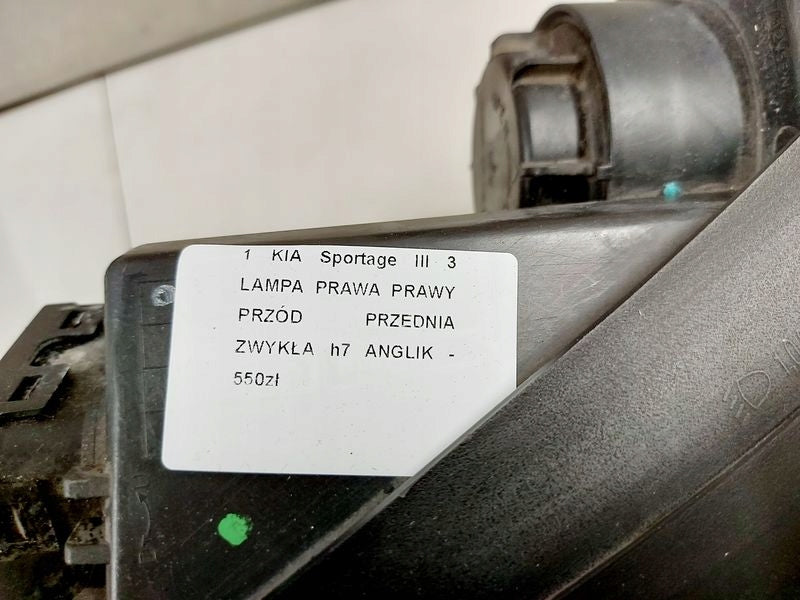 1 KIA Sportage III 3
LAMPA PRAWA PRAWY
PRZÓD PRZEDNIA
ZWYKŁA h7 ANGLIK -
550zł